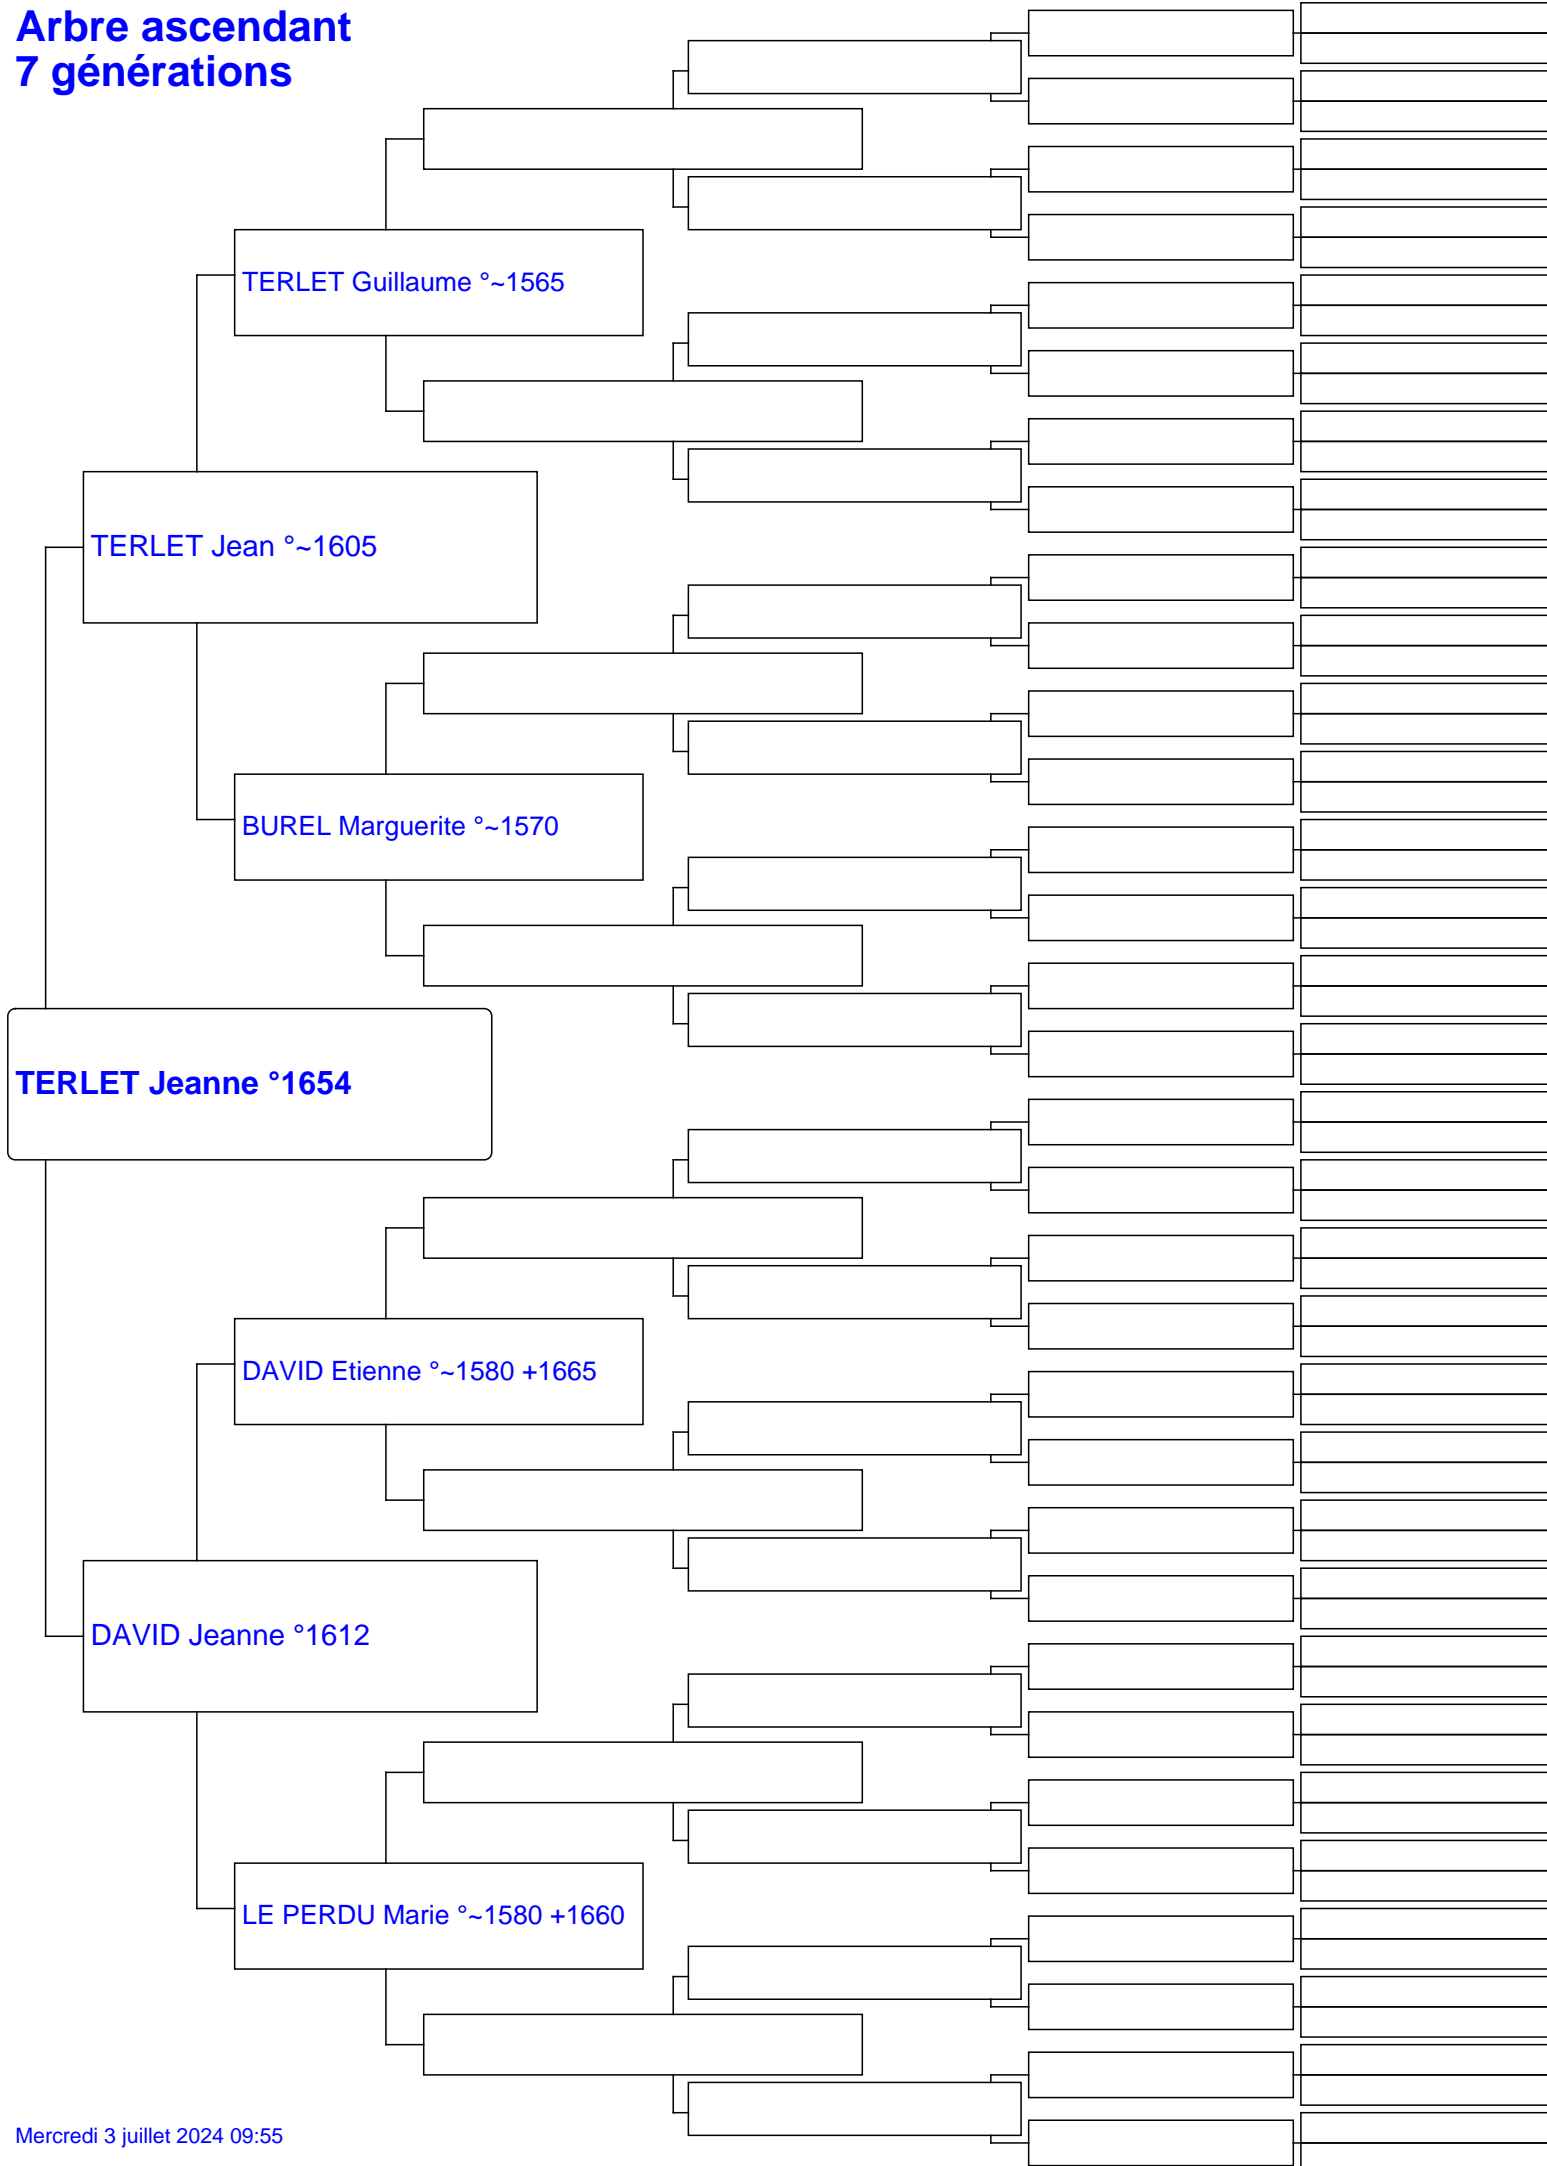 Arbre ascendant
7 générations
TERLET Guillaume °~1565
TERLET Jean °~1605
BUREL Marguerite °~1570
TERLET Jeanne °1654
DAVID Etienne °~1580 +1665
DAVID Jeanne °1612
LE PERDU Marie °~1580 +1660
Mercredi 3 juillet 2024 09:55